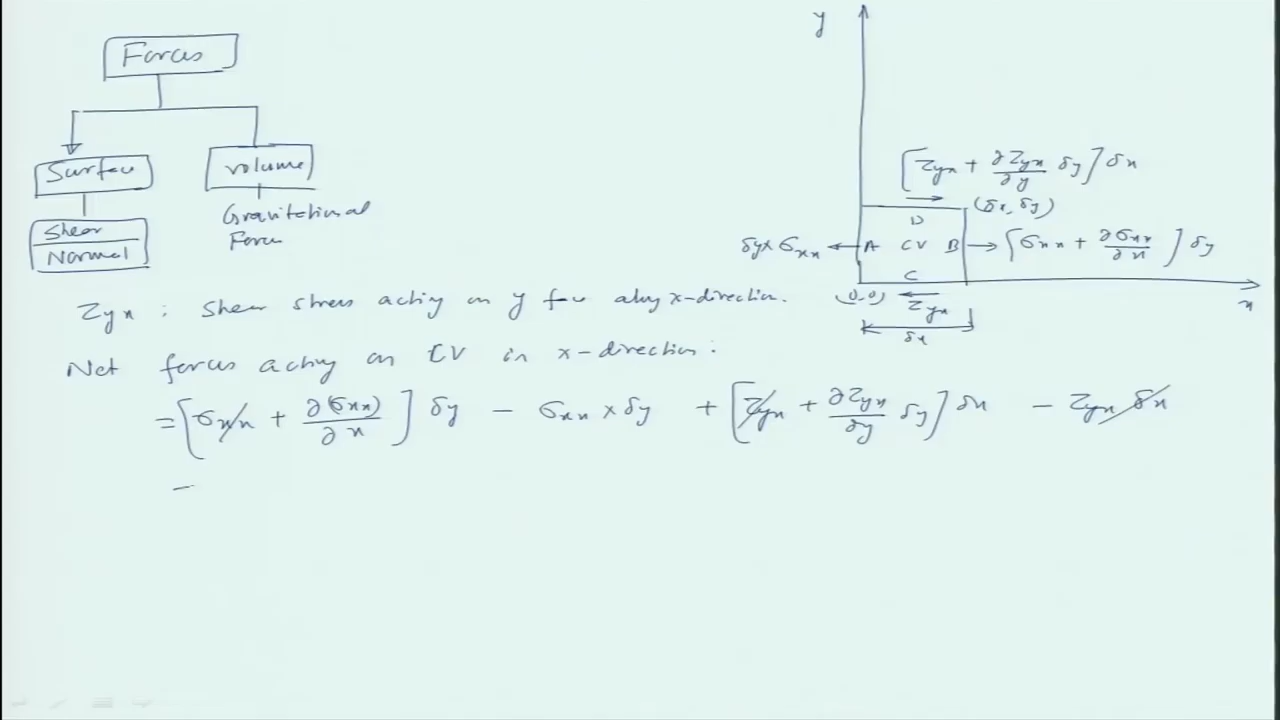 Forces
Surface
volume
Shear
Normal
Gravitational
Force
y
[τyx + ∂τyx/∂y δy] δx
(δx, δy)
D
δy× σxx
A
CV
B
[σxx + ∂σxx/∂x ] δy
C
(0,0)
τyx
x
δx
τyx : Shear stress acting on y face along x-direction.
Net forces acting on CV in x-direction:
= [σxx + ∂(σxx)/∂x ] δy − σxx × δy + [τyx + ∂τyx/∂y δy] δx − τyx δx